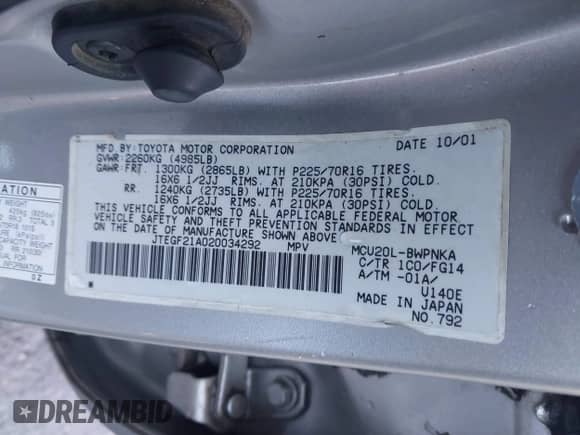 DATE 10/01
MFD.BY:TOYOTA MOTOR CORPORATION
GVWR:2260KG (4985LB)
GAWR:FRT. 1300KG (2865LB) WITH P225/70R16 TIRES.
16X6 1/2JJ RIMS. AT 210KPA (30PSI) COLD.
RR. 1240KG (2735LB) WITH P225/70R16 TIRES.
16X6 1/2JJ RIMS. AT 210KPA (30PSI) COLD.
THIS VEHICLE CONFORMS TO ALL APPLICABLE FEDERAL MOTOR
VEHICLE SAFETY AND THEFT PREVENTION STANDARDS IN EFFECT
ON THE DATE OF MANUFACTURE SHOWN ABOVE.
JTEGF21A020034292 MPV
MCU20L-BWPNKA
C/TR 1C0/FG14
A/TM -01A/
U140E
MADE IN JAPAN
NO.792
DREAMBID